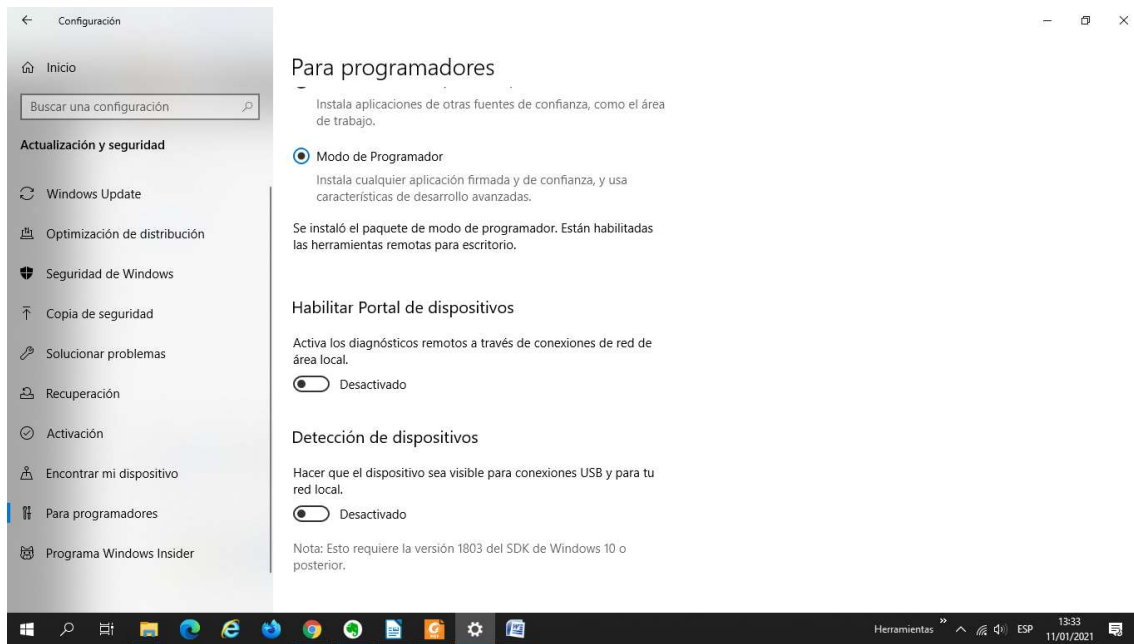 Configuración
Inicio
Buscar una configuración
Actualización y seguridad
Windows Update
Optimización de distribución
Seguridad de Windows
Copia de seguridad
Solucionar problemas
Recuperación
Activación
Encontrar mi dispositivo
Para programadores
Programa Windows Insider
Para programadores
Instala aplicaciones de otras fuentes de confianza, como el área
de trabajo.
Modo de Programador
Instala cualquier aplicación firmada y de confianza, y usa
características de desarrollo avanzadas.
Se instaló el paquete de modo de programador. Están habilitadas
las herramientas remotas para escritorio.
Habilitar Portal de dispositivos
Activa los diagnósticos remotos a través de conexiones de red de
área local.
Desactivado
Detección de dispositivos
Hacer que el dispositivo sea visible para conexiones USB y para tu
red local.
Desactivado
Nota: Esto requiere la versión 1803 del SDK de Windows 10 o
posterior.
Herramientas
ESP
13:33
11/01/2021